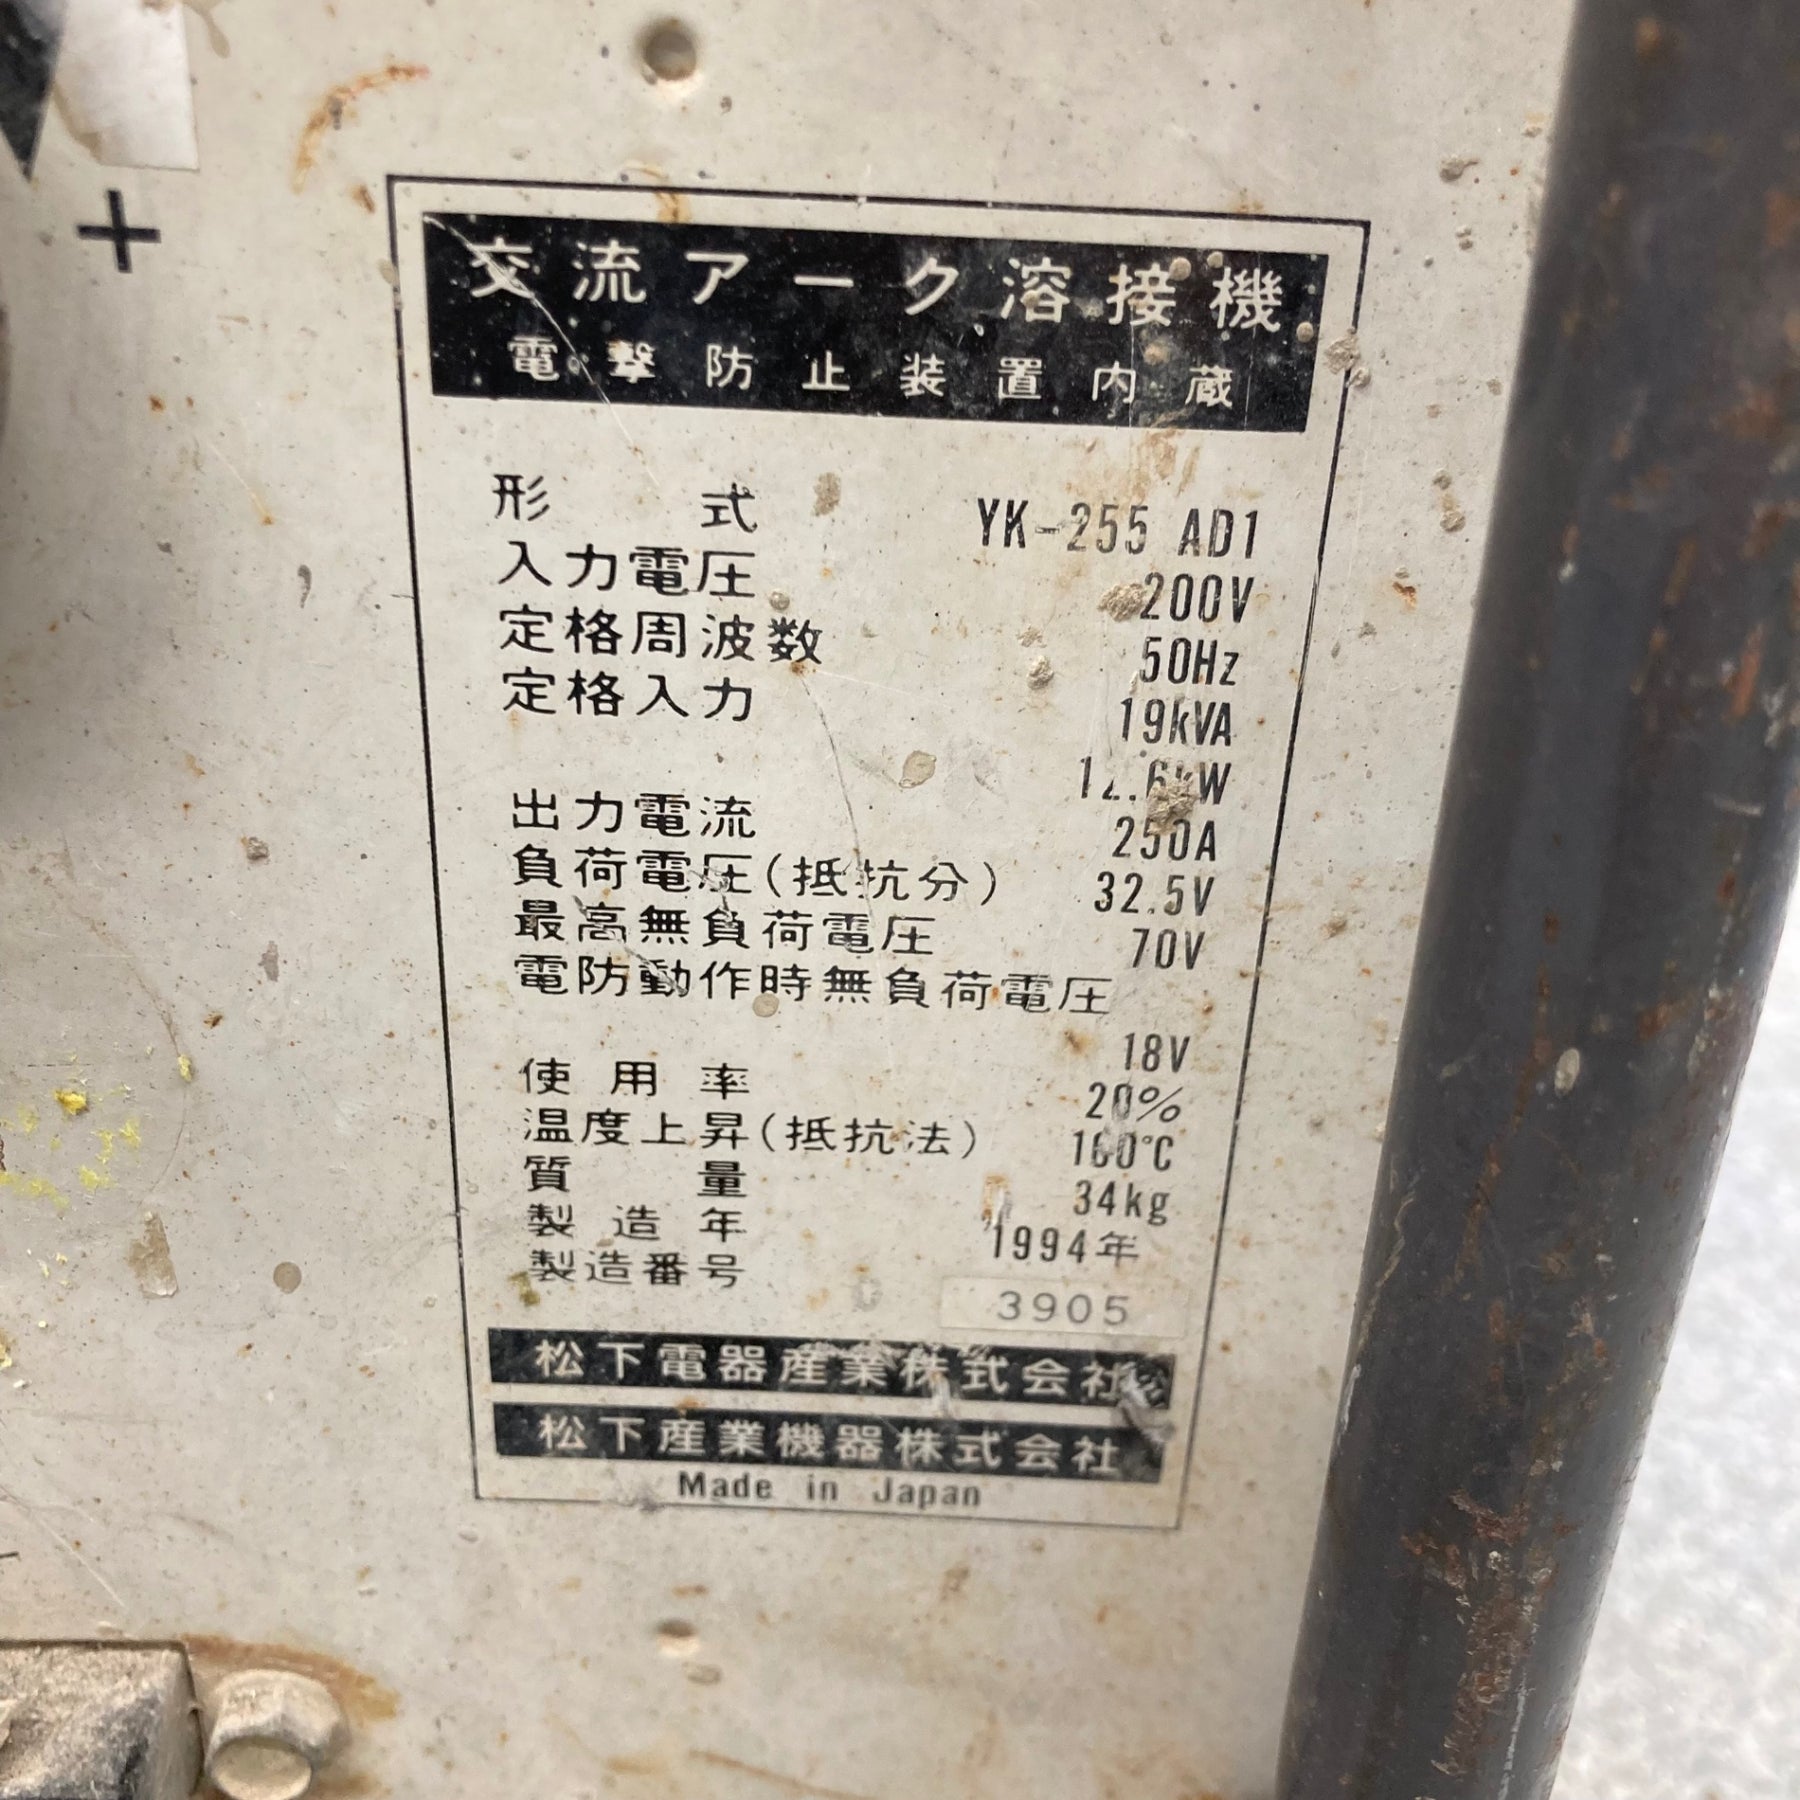 +
交流アーク溶接機
電撃防止装置内蔵
形式 YK-255 AD1
入力電圧 200V
定格周波数 50Hz
定格入力 19kVA
12.6kW
出力電流 250A
負荷電圧(抵抗分) 32.5V
最高無負荷電圧 70V
電防動作時無負荷電圧
18V
使用率 20%
温度上昇(抵抗法) 160℃
質量 34kg
製造年 1994年
製造番号 3905
松下電器産業株式会社
松下産業機器株式会社
Made in Japan